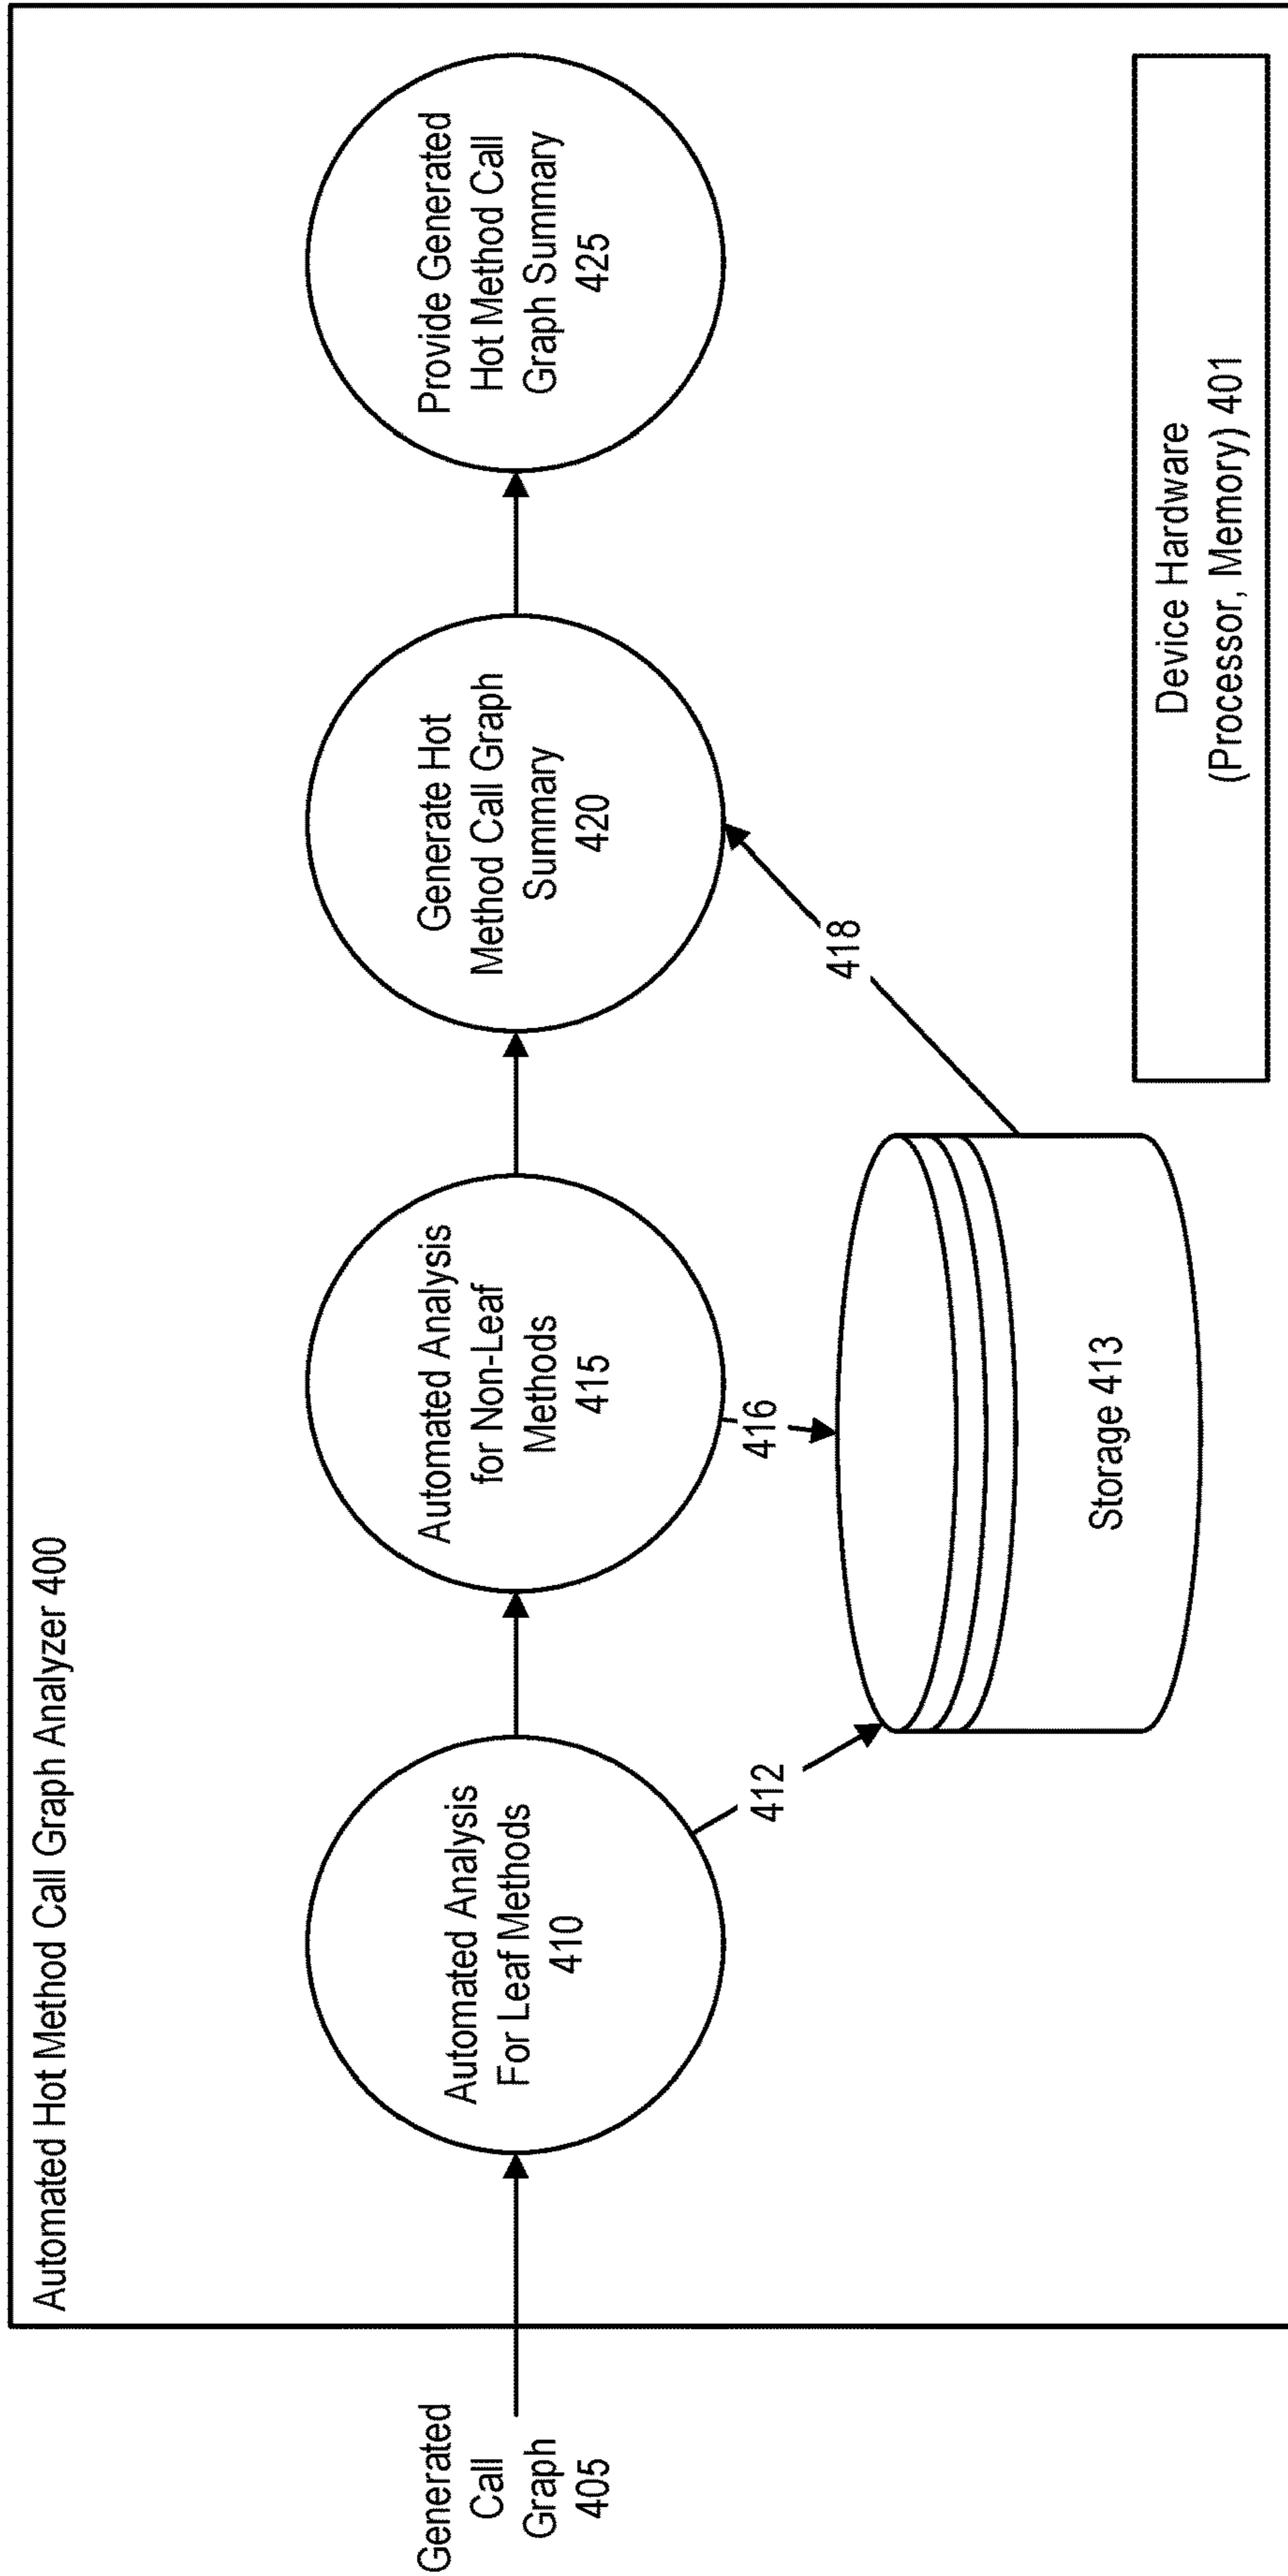 Automated Hot Method Call Graph Analyzer 400
Generated
Call
Graph
405
Automated Analysis
For Leaf Methods
410
Automated Analysis
for Non-Leaf
Methods
415
Generate Hot
Method Call Graph
Summary
420
Provide Generated
Hot Method Call
Graph Summary
425
412
416
418
Storage 413
Device Hardware
(Processor, Memory) 401